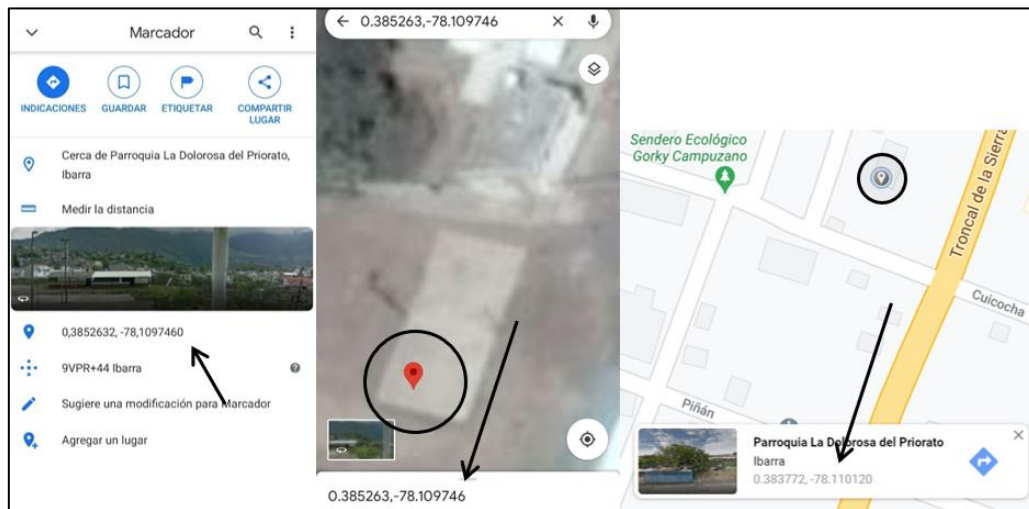 Marcador
INDICACIONES
GUARDAR
ETIQUETAR
COMPARTIR
LUGAR
Cerca de Parroquia La Dolorosa del Priorato,
Ibarra
Medir la distancia
0,3852632, -78,1097460
9VPR+44 Ibarra
Sugiere una modificación para Marcador
Agregar un lugar
0.385263,-78.109746
0.385263,-78.109746
Sendero Ecológico
Gorky Campuzano
Troncal de la Sierra
Cuicocha
Piñán
Parroquia La Dolorosa del Priorato
Ibarra
0.383772, -78.110120